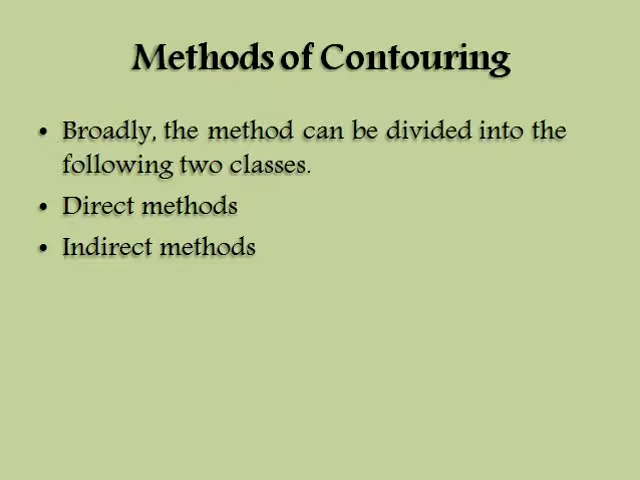 Methods of Contouring
• Broadly, the method can be divided into the
following two classes.
• Direct methods
• Indirect methods